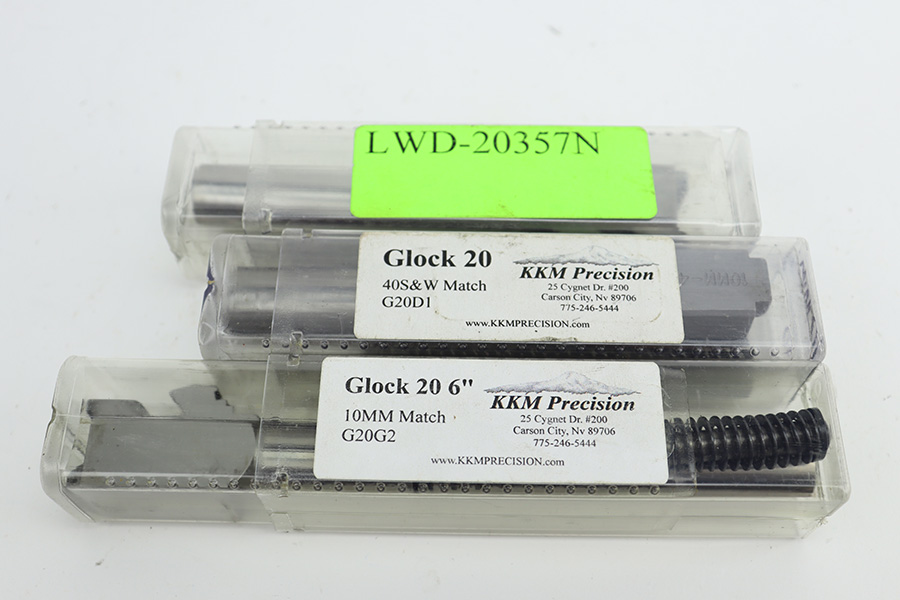 LWD-20357N
Glock 20
40S&W Match
G20D1
KKM Precision
25 Cygnet Dr. #200
Carson City, Nv 89706
775-246-5444
www.KKMPRECISION.com
Glock 20 6"
10MM Match
G20G2
KKM Precision
25 Cygnet Dr. #200
Carson City, Nv 89706
775-246-5444
www.KKMPRECISION.com